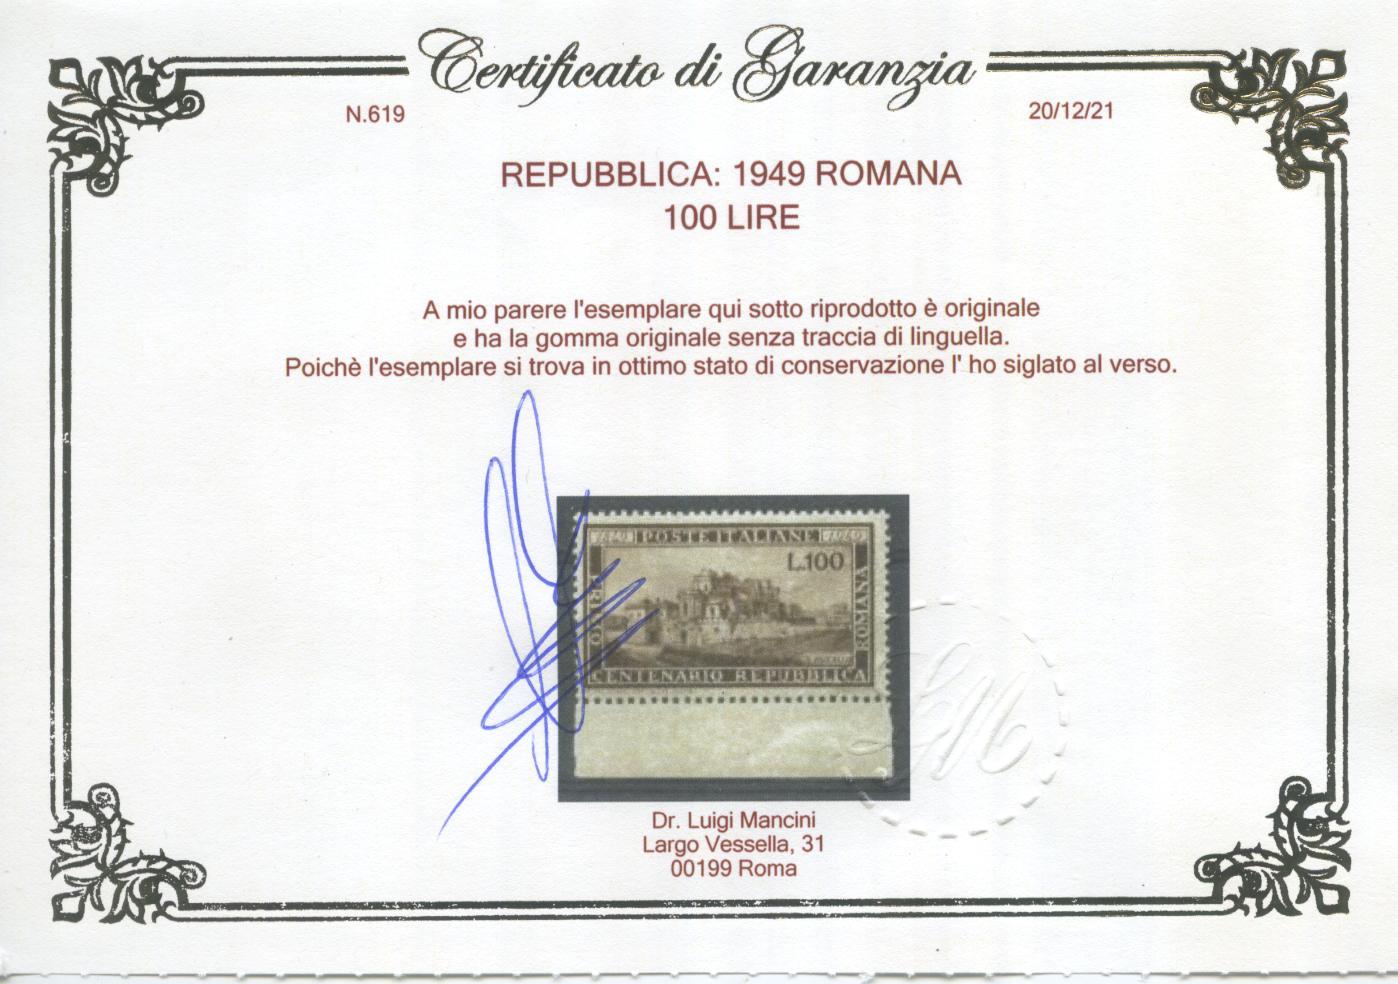 Certificato di Garanzia
N.619
20/12/21
REPUBBLICA: 1949 ROMANA
100 LIRE
A mio parere l'esemplare qui sotto riprodotto è originale
e ha la gomma originale senza traccia di linguella.
Poichè l'esemplare si trova in ottimo stato di conservazione l' ho siglato al verso.
POSTE ITALIANE
L.100
ROMANA
CENTENARIO REPUBBLICA
Dr. Luigi Mancini
Largo Vessella, 31
00199 Roma